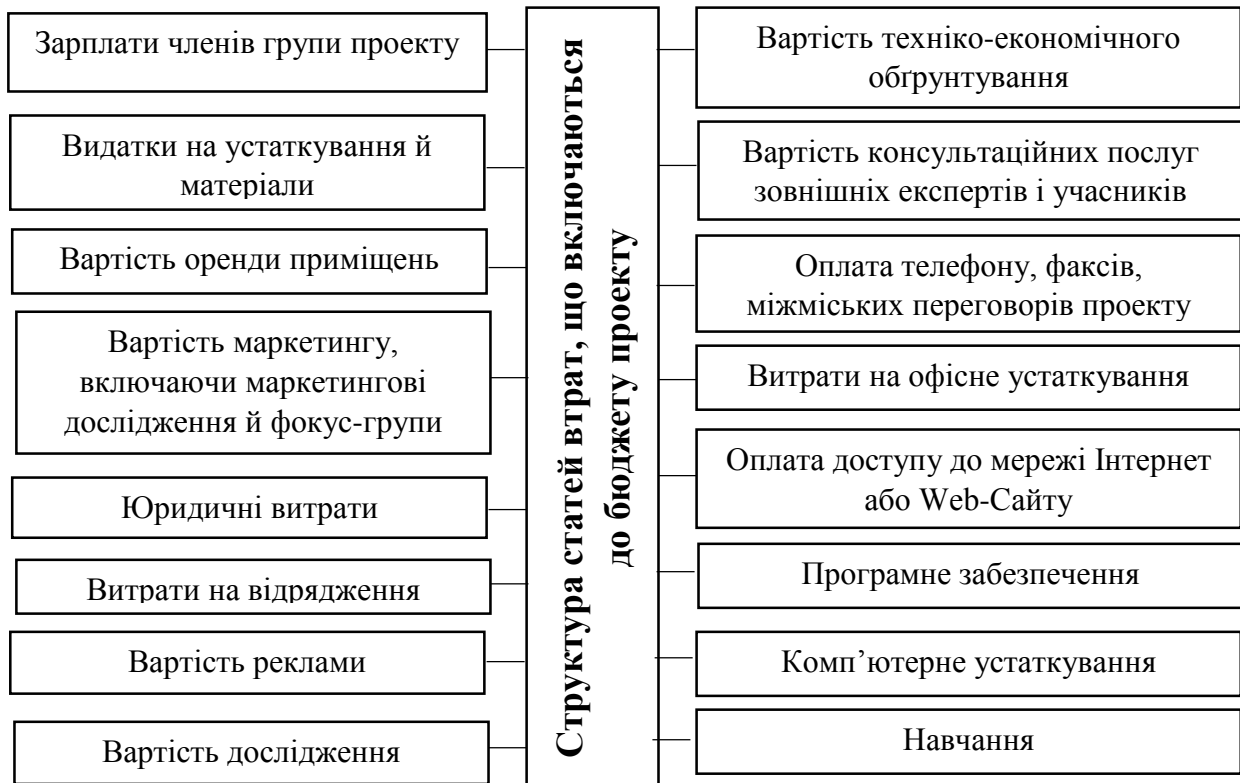 Зарплати членів групи проекту
Видатки на устаткування й
матеріали
Вартість оренди приміщень
Вартість маркетингу,
включаючи маркетингові
дослідження й фокус-групи
Юридичні витрати
Витрати на відрядження
Вартість реклами
Вартість дослідження
Структура статей втрат, що включаються
до бюджету проекту
Вартість техніко-економічного
обґрунтування
Вартість консультаційних послуг
зовнішніх експертів і учасників
Оплата телефону, факсів,
міжміських переговорів проекту
Витрати на офісне устаткування
Оплата доступу до мережі Інтернет
або Web-Сайту
Програмне забезпечення
Комп’ютерне устаткування
Навчання